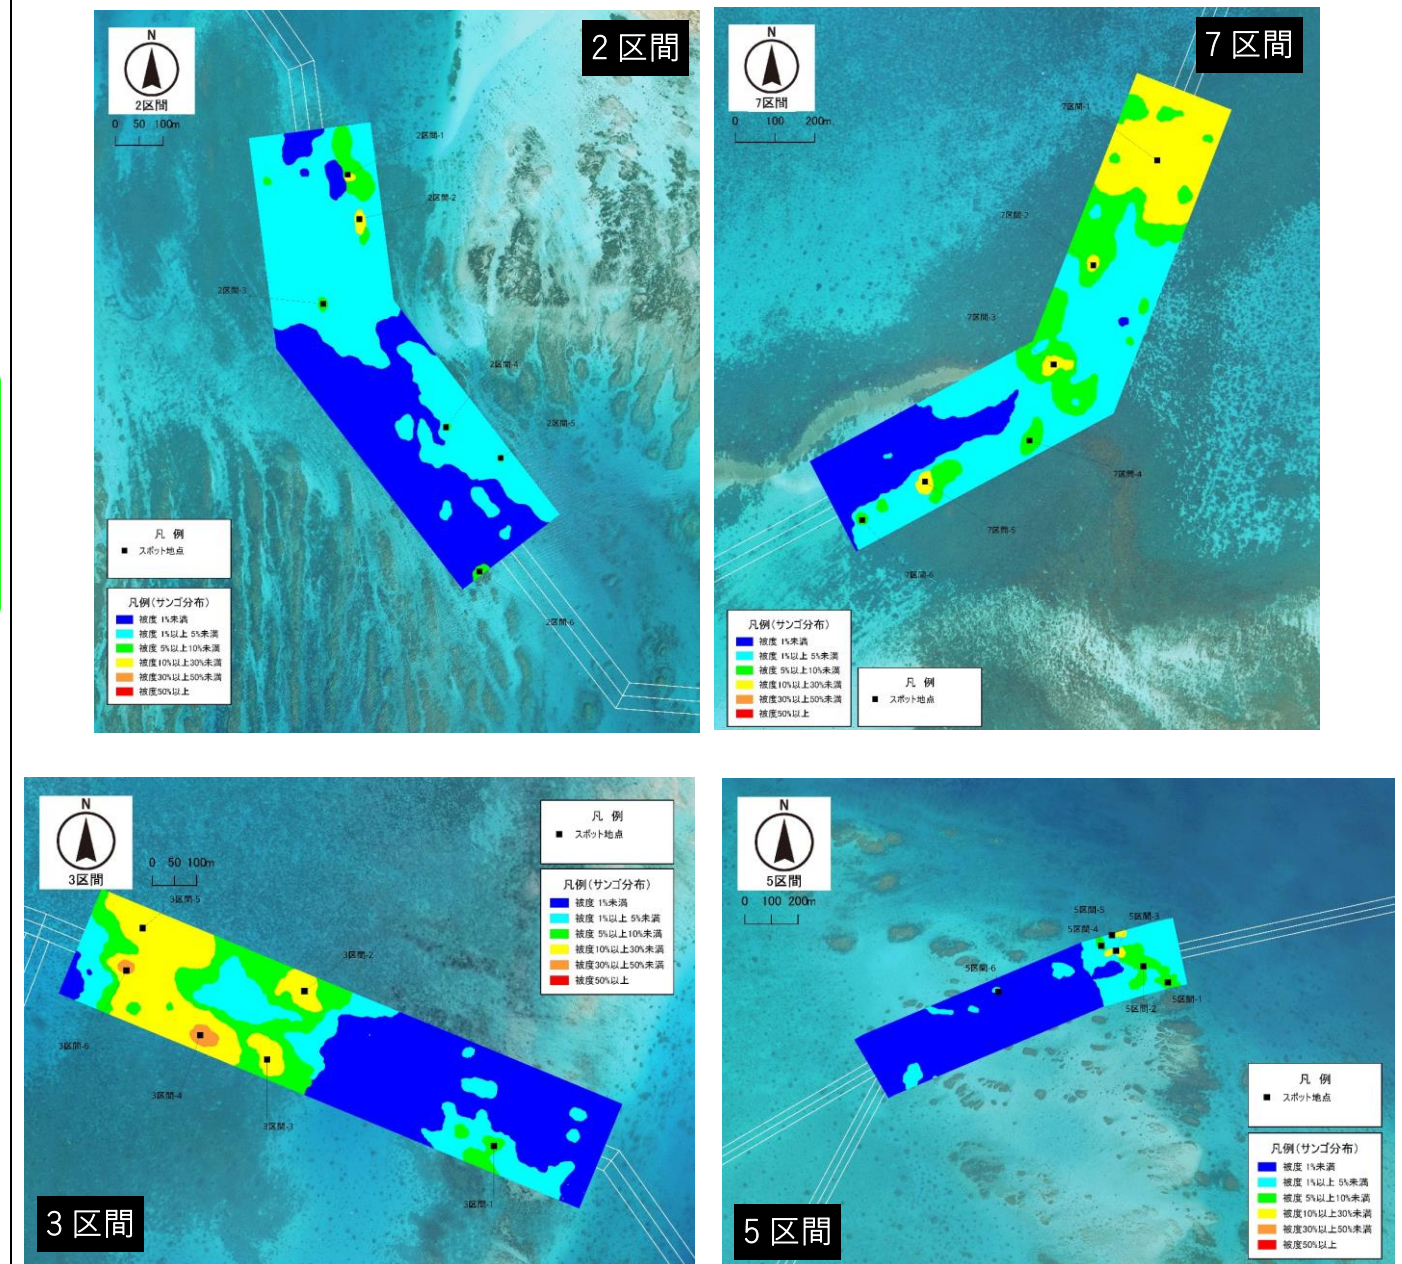 2区間
N
2区間
0 50 100m
2区間-1
2区間-2
2区間-3
2区間-4
2区間-5
2区間-6
凡 例
スポット地点
凡例(サンゴ分布)
被度 1%未満
被度 1%以上 5%未満
被度 5%以上10%未満
被度10%以上30%未満
被度30%以上50%未満
被度50%以上
7区間
N
7区間
0 100 200m
7区間-1
7区間-2
7区間-3
7区間-4
7区間-5
7区間-6
凡例(サンゴ分布)
被度 1%未満
被度 1%以上 5%未満
被度 5%以上10%未満
被度10%以上30%未満
被度30%以上50%未満
被度50%以上
凡 例
スポット地点
N
3区間
0 50 100m
3区間-5
3区間-2
3区間-6
3区間-4
3区間-3
3区間-1
凡 例
スポット地点
凡例(サンゴ分布)
被度 1%未満
被度 1%以上 5%未満
被度 5%以上10%未満
被度10%以上30%未満
被度30%以上50%未満
被度50%以上
3区間
N
5区間
0 100 200m
5区間-5
5区間-3
5区間-4
5区間-6
5区間-1
5区間-2
凡 例
スポット地点
凡例(サンゴ分布)
被度 1%未満
被度 1%以上 5%未満
被度 5%以上10%未満
被度10%以上30%未満
被度30%以上50%未満
被度50%以上
5区間